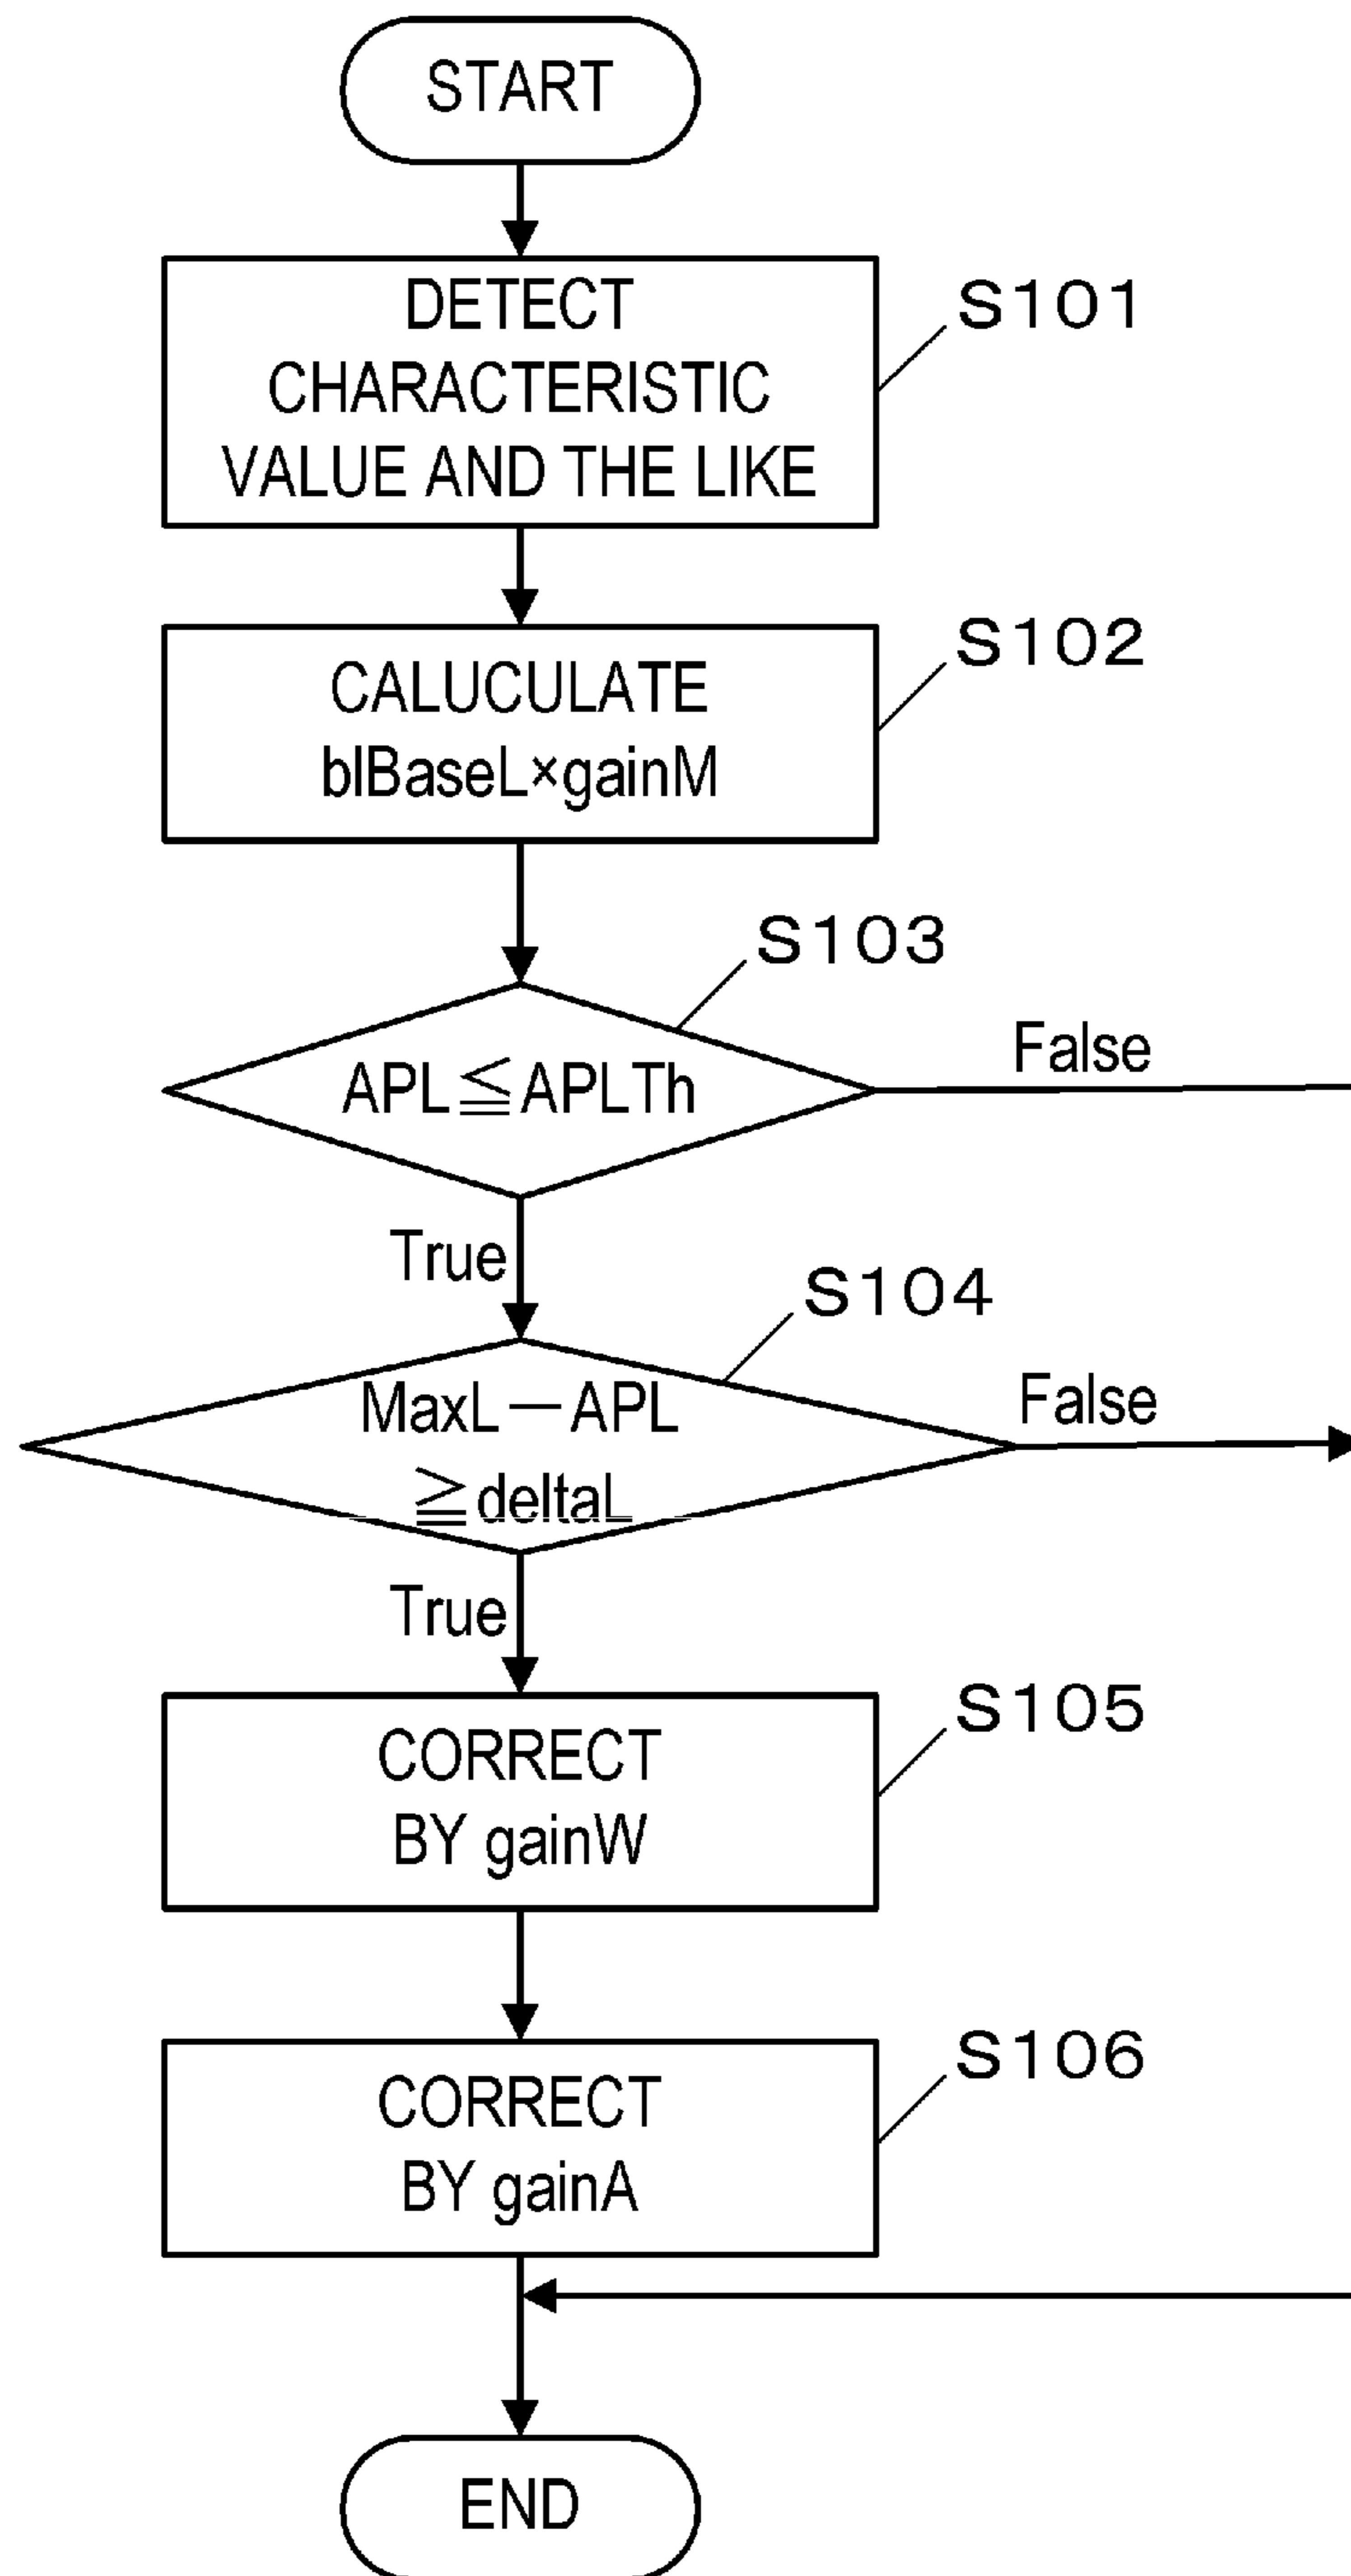 START
DETECT
CHARACTERISTIC
VALUE AND THE LIKE
S101
CALUCULATE
blBaseL×gainM
S102
S103
APL≦APLTh
False
True
S104
MaxL－APL
≧deltaL
False
True
CORRECT
BY gainW
S105
CORRECT
BY gainA
S106
END